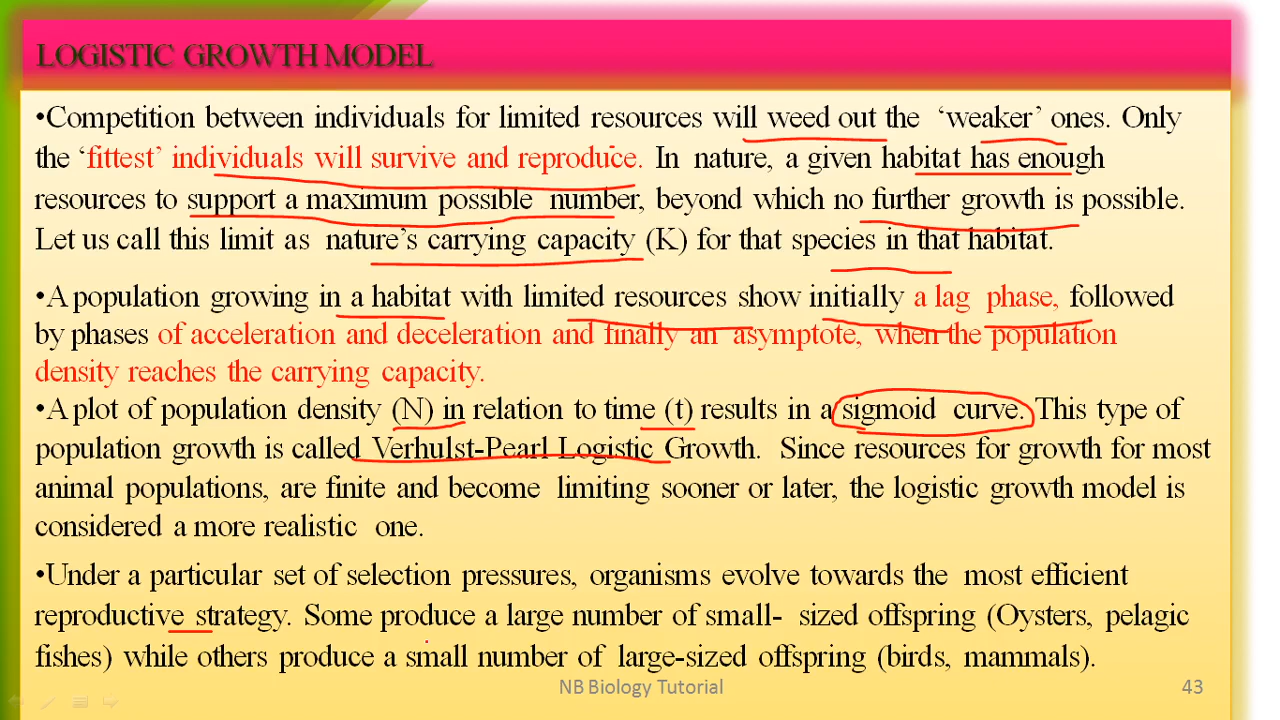 LOGISTIC GROWTH MODEL
•Competition between individuals for limited resources will weed out the ‘weaker’ ones. Only
the ‘fittest’ individuals will survive and reproduce. In nature, a given habitat has enough
resources to support a maximum possible number, beyond which no further growth is possible.
Let us call this limit as nature’s carrying capacity (K) for that species in that habitat.
•A population growing in a habitat with limited resources show initially a lag phase, followed
by phases of acceleration and deceleration and finally an asymptote, when the population
density reaches the carrying capacity.
•A plot of population density (N) in relation to time (t) results in a sigmoid curve. This type of
population growth is called Verhulst-Pearl Logistic Growth. Since resources for growth for most
animal populations, are finite and become limiting sooner or later, the logistic growth model is
considered a more realistic one.
•Under a particular set of selection pressures, organisms evolve towards the most efficient
reproductive strategy. Some produce a large number of small- sized offspring (Oysters, pelagic
fishes) while others produce a small number of large-sized offspring (birds, mammals).
NB Biology Tutorial
43